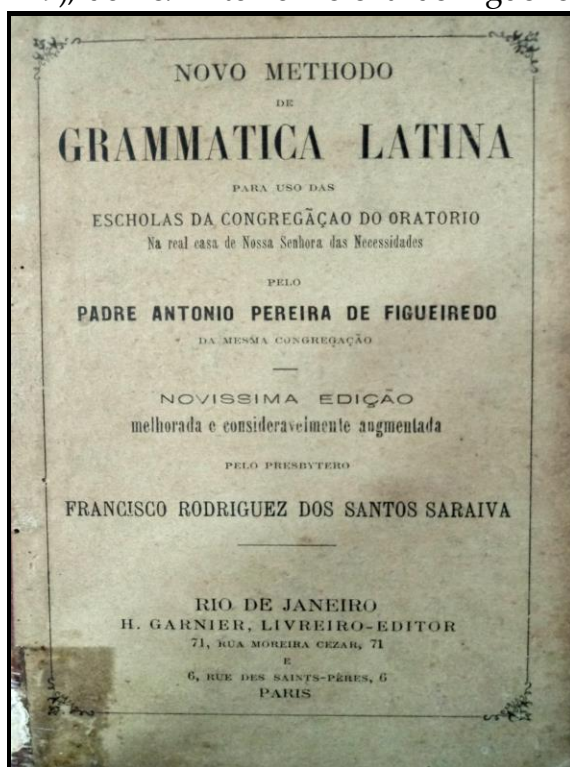 NOVO METHODO
DE
GRAMMATICA LATINA
PARA USO DAS
ESCHOLAS DA CONGREGÃÇAO DO ORATORIO
Na real casa de Nossa Senhora das Necessidades
PELO
PADRE ANTONIO PEREIRA DE FIGUEIREDO
DA MESMA CONGREGAÇÃO
NOVISSIMA EDIÇÃO
melhorada e consideravelmente augmentada
PELO PRESBYTERO
FRANCISCO RODRIGUEZ DOS SANTOS SARAIVA
RIO DE JANEIRO
H. GARNIER, LIVREIRO-EDITOR
71, RUA MOREIRA CEZAR, 71
E
6, RUE DES SAINTS-PÈRES, 6
PARIS